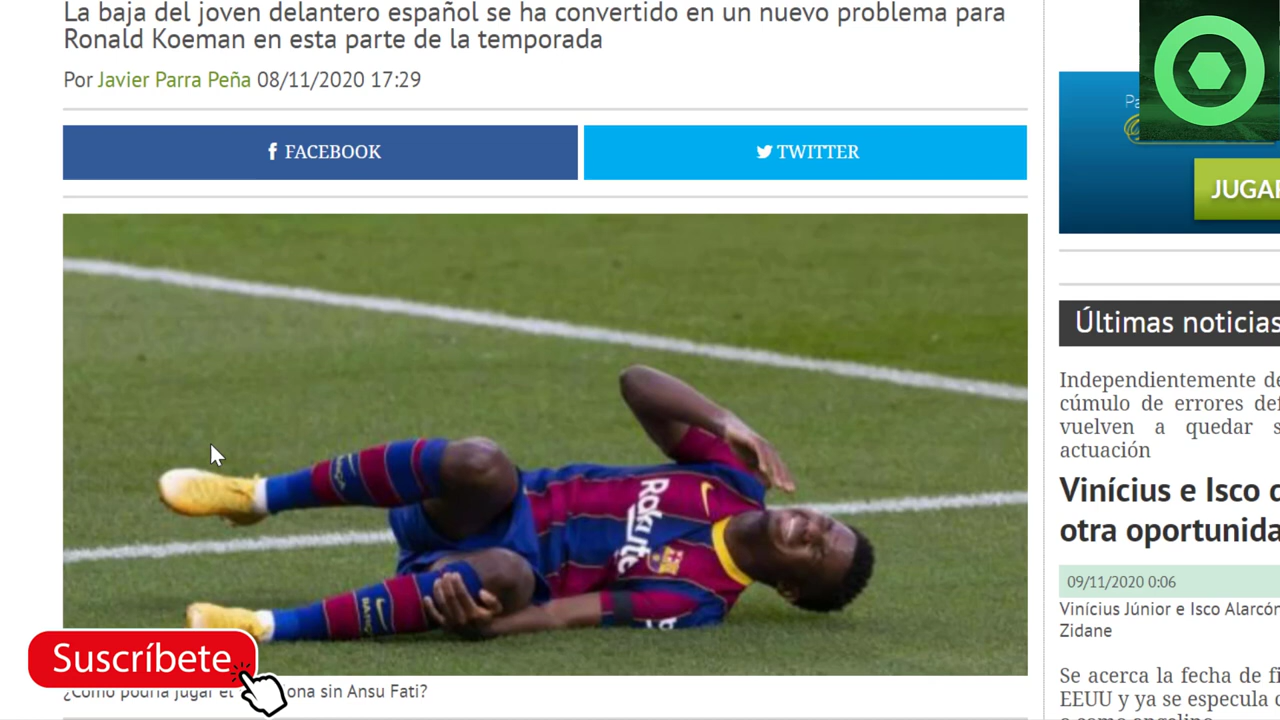 La baja del joven delantero español se ha convertido en un nuevo problema para
Ronald Koeman en esta parte de la temporada
Por Javier Parra Peña 08/11/2020 17:29
FACEBOOK
TWITTER
JUGA
Rakuten
¿Cómo podría jugar el ona sin Ansu Fati?
Suscríbete
Últimas noticias
Independientemente de
cúmulo de errores def
vuelven a quedar s
actuación
Vinícius e Isco
otra oportunida
09/11/2020 0:06
Vinícius Júnior e Isco Alarcón
Zidane
Se acerca la fecha de fi
EEUU y ya se especula